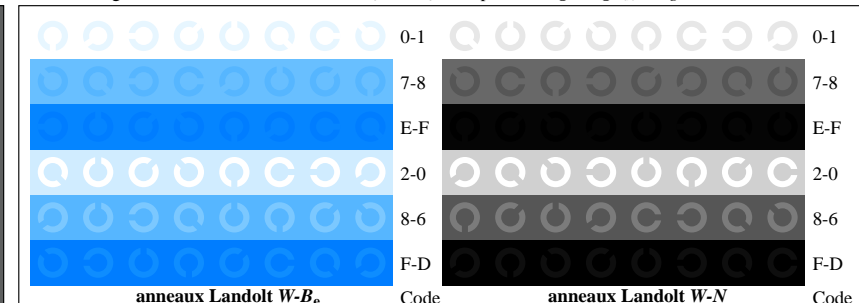 0-1 0-1
7-8 7-8
E-F E-F
2-0 2-0
8-6 8-6
F-D F-D
anneaux Landolt W-Be Code anneaux Landolt W-N Code